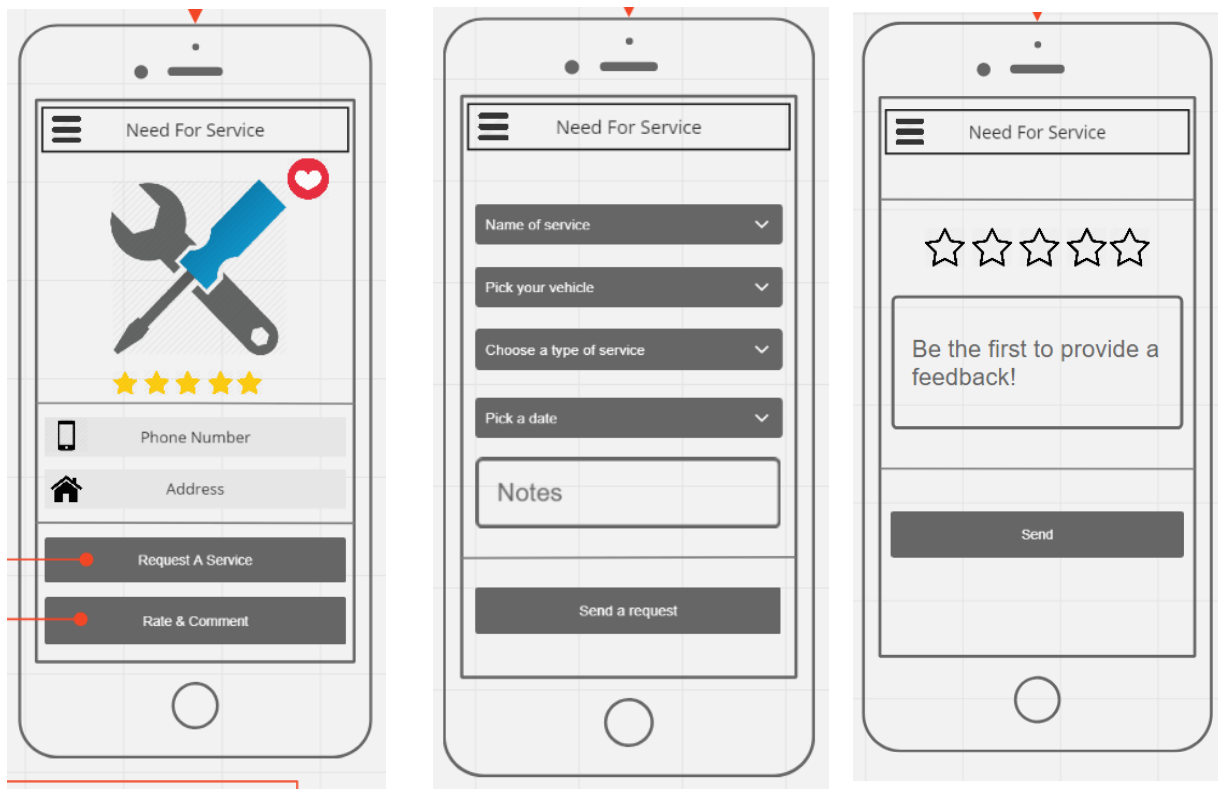 Need For Service
Phone Number
Address
Request A Service
Rate & Comment
Need For Service
Name of service
Pick your vehicle
Choose a type of service
Pick a date
Notes
Send a request
Need For Service
Be the first to provide a
feedback!
Send